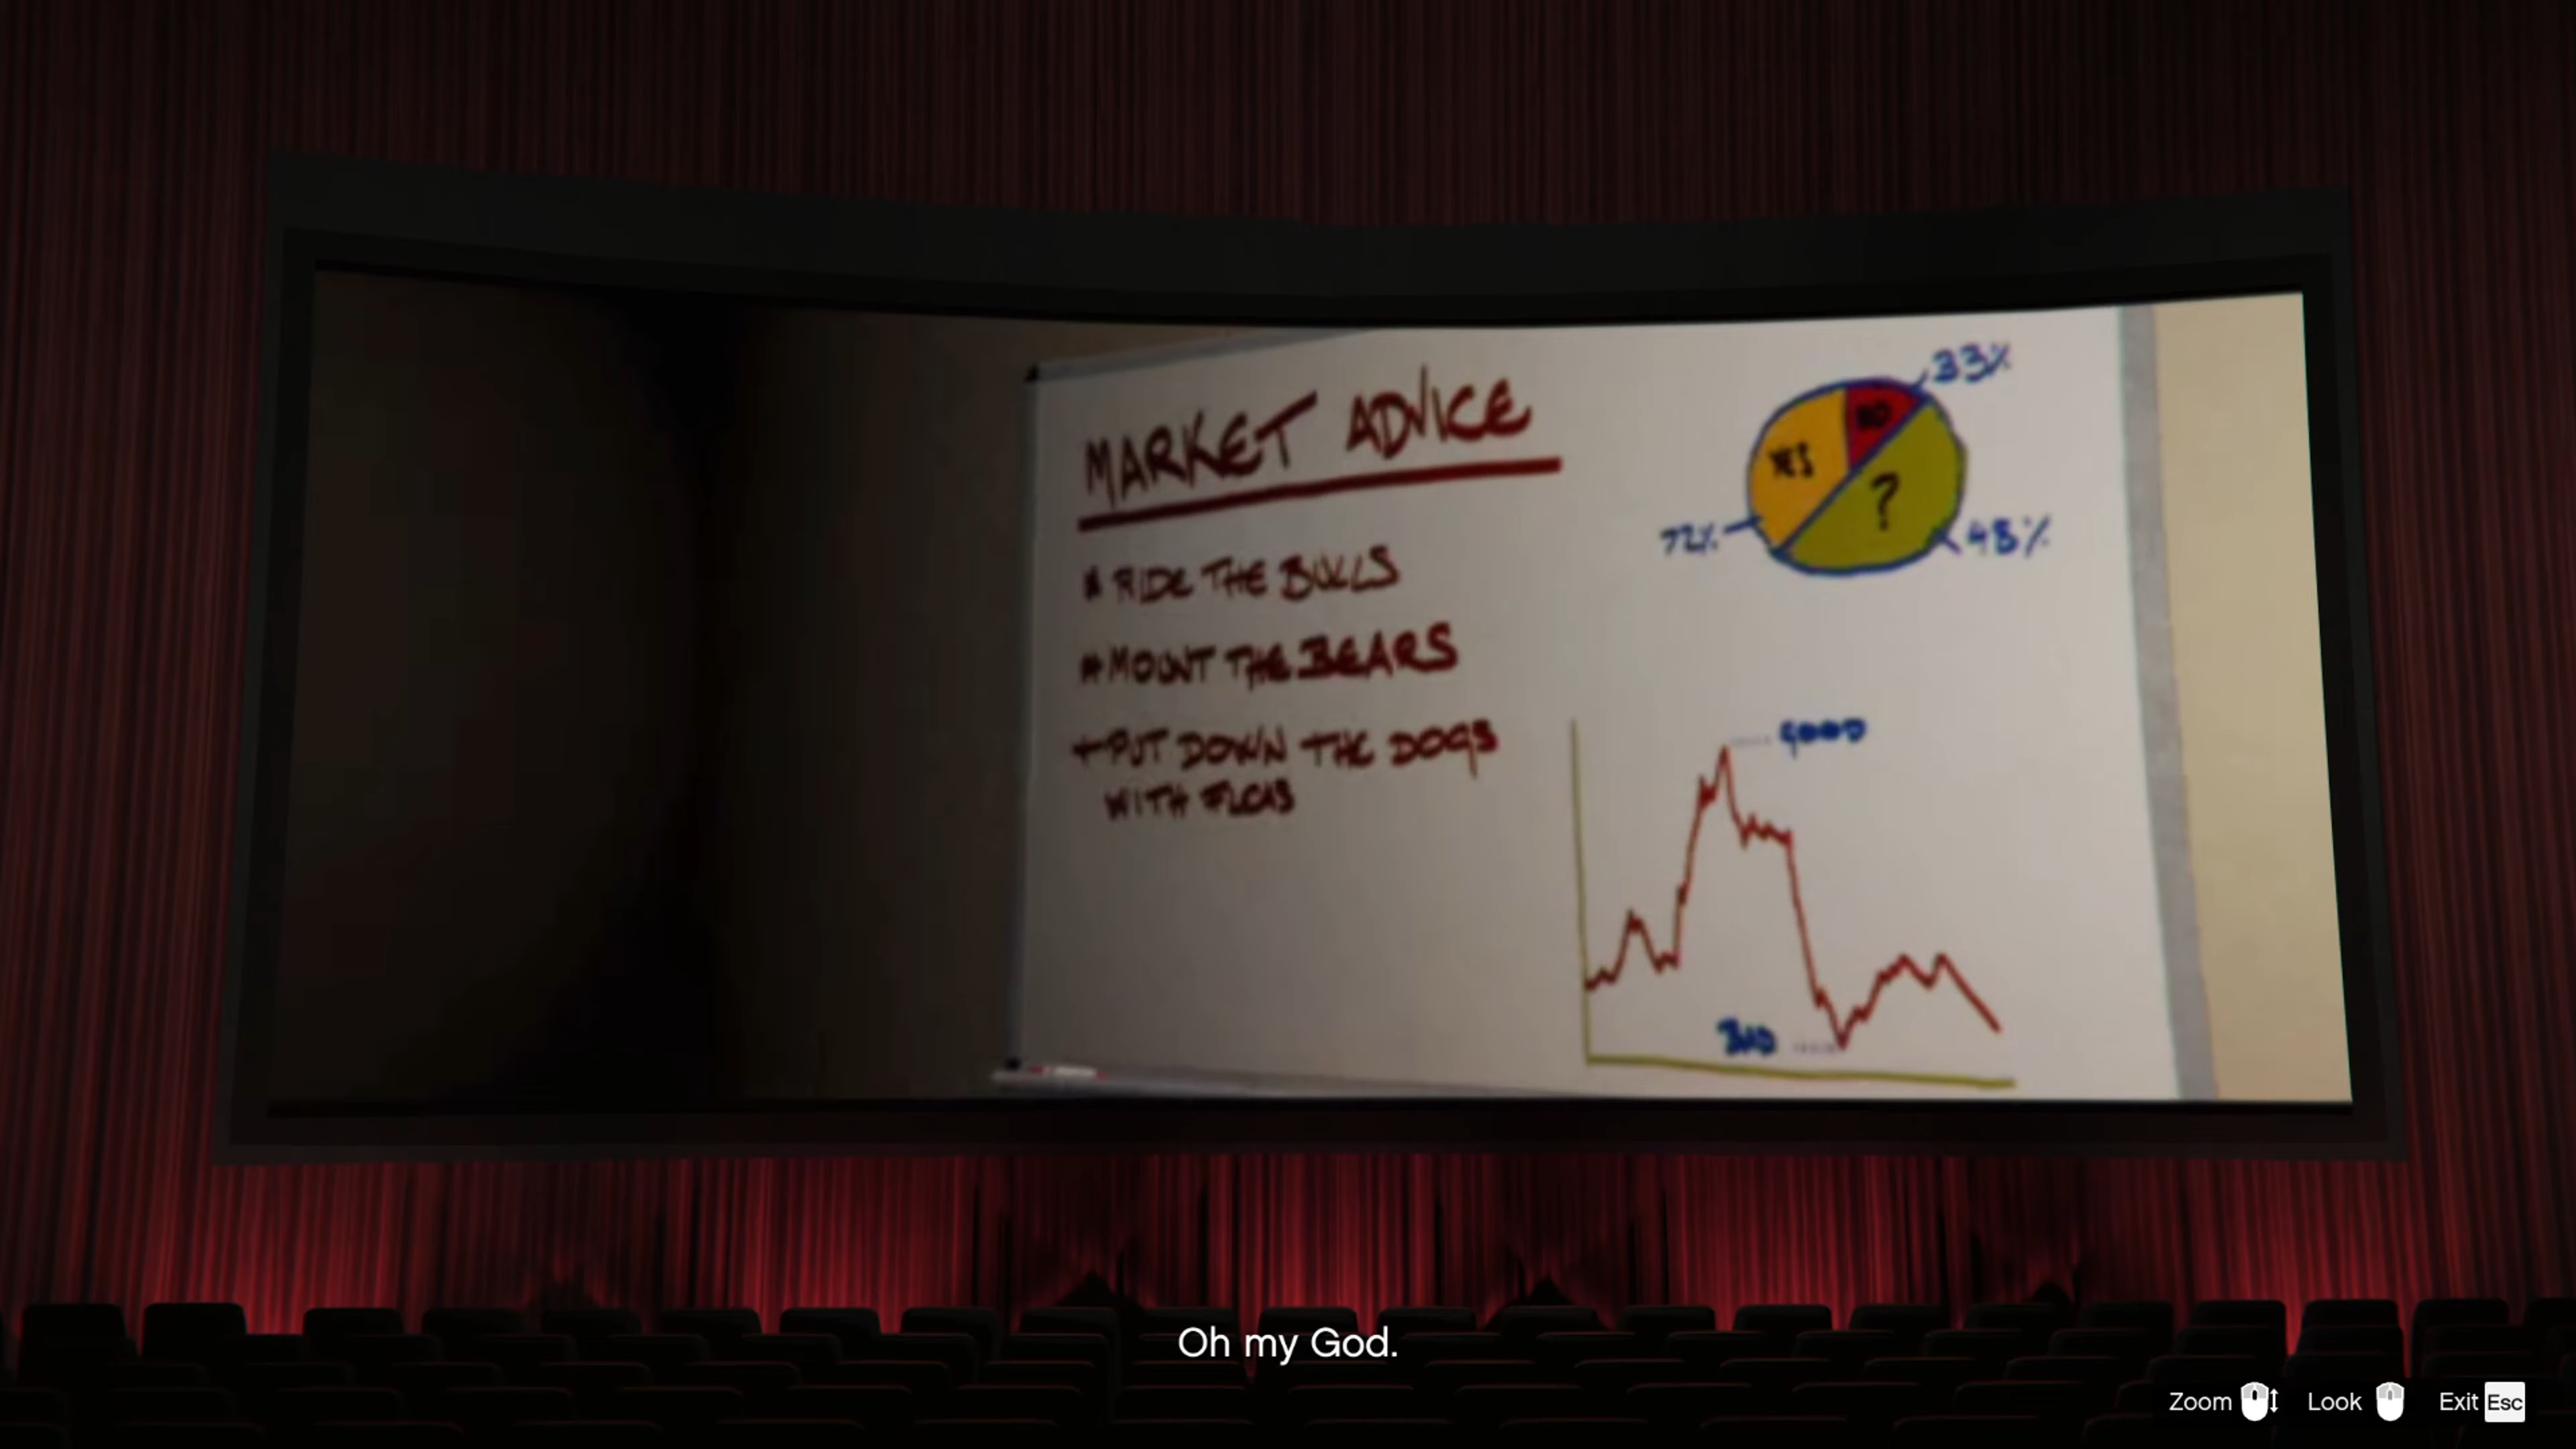 MARKET ADVICE
* RIDE THE BULLS
* MOUNT THE BEARS
* PUT DOWN THE DOGS
WITH FLEAS
33%
NO
YES
?
72%
48%
GOOD
BAD
Oh my God.
Zoom Look Exit Esc